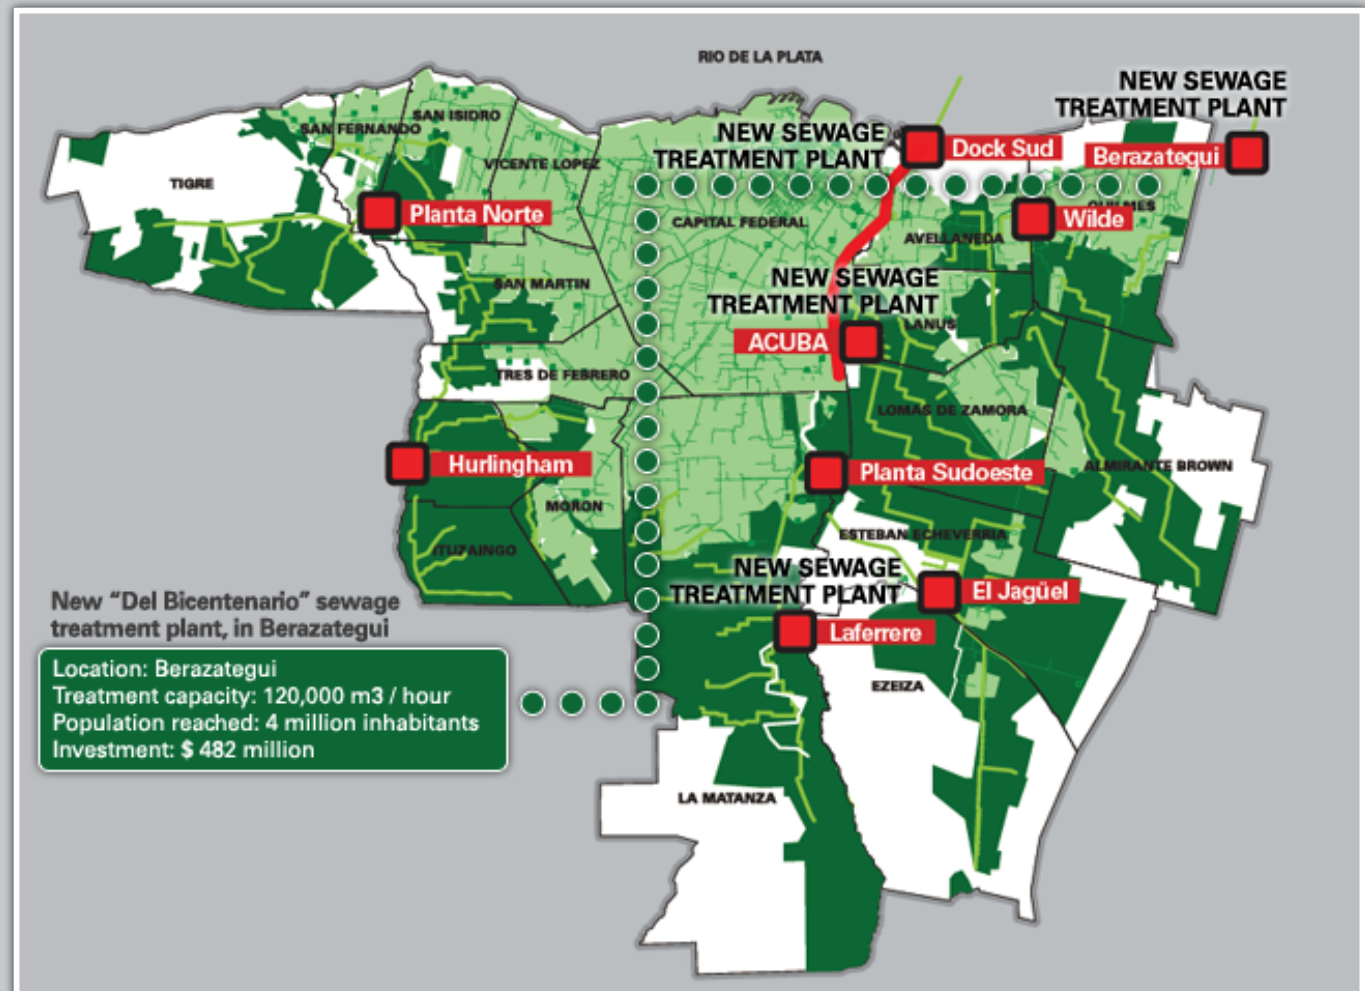 RIO DE LA PLATA
NEW SEWAGE
TREATMENT PLANT
Berazategui
NEW SEWAGE
TREATMENT PLANT
Dock Sud
SAN ISIDRO
SAN FERNANDO
VICENTE LOPEZ
TIGRE
Planta Norte
CAPITAL FEDERAL
QUILMES
Wilde
AVELLANEDA
NEW SEWAGE
TREATMENT PLANT
ACUBA
LANUS
SAN MARTIN
TRES DE FEBRERO
LOMAS DE ZAMORA
Hurlingham
Planta Sudoeste
ALMIRANTE BROWN
MORON
ITUZAINGO
ESTEBAN ECHEVERRIA
NEW SEWAGE
TREATMENT PLANT
El Jagüel
Laferrere
EZEIZA
LA MATANZA
New “Del Bicentenario” sewage
treatment plant, in Berazategui
Location: Berazategui
Treatment capacity: 120,000 m3 / hour
Population reached: 4 million inhabitants
Investment: $ 482 million